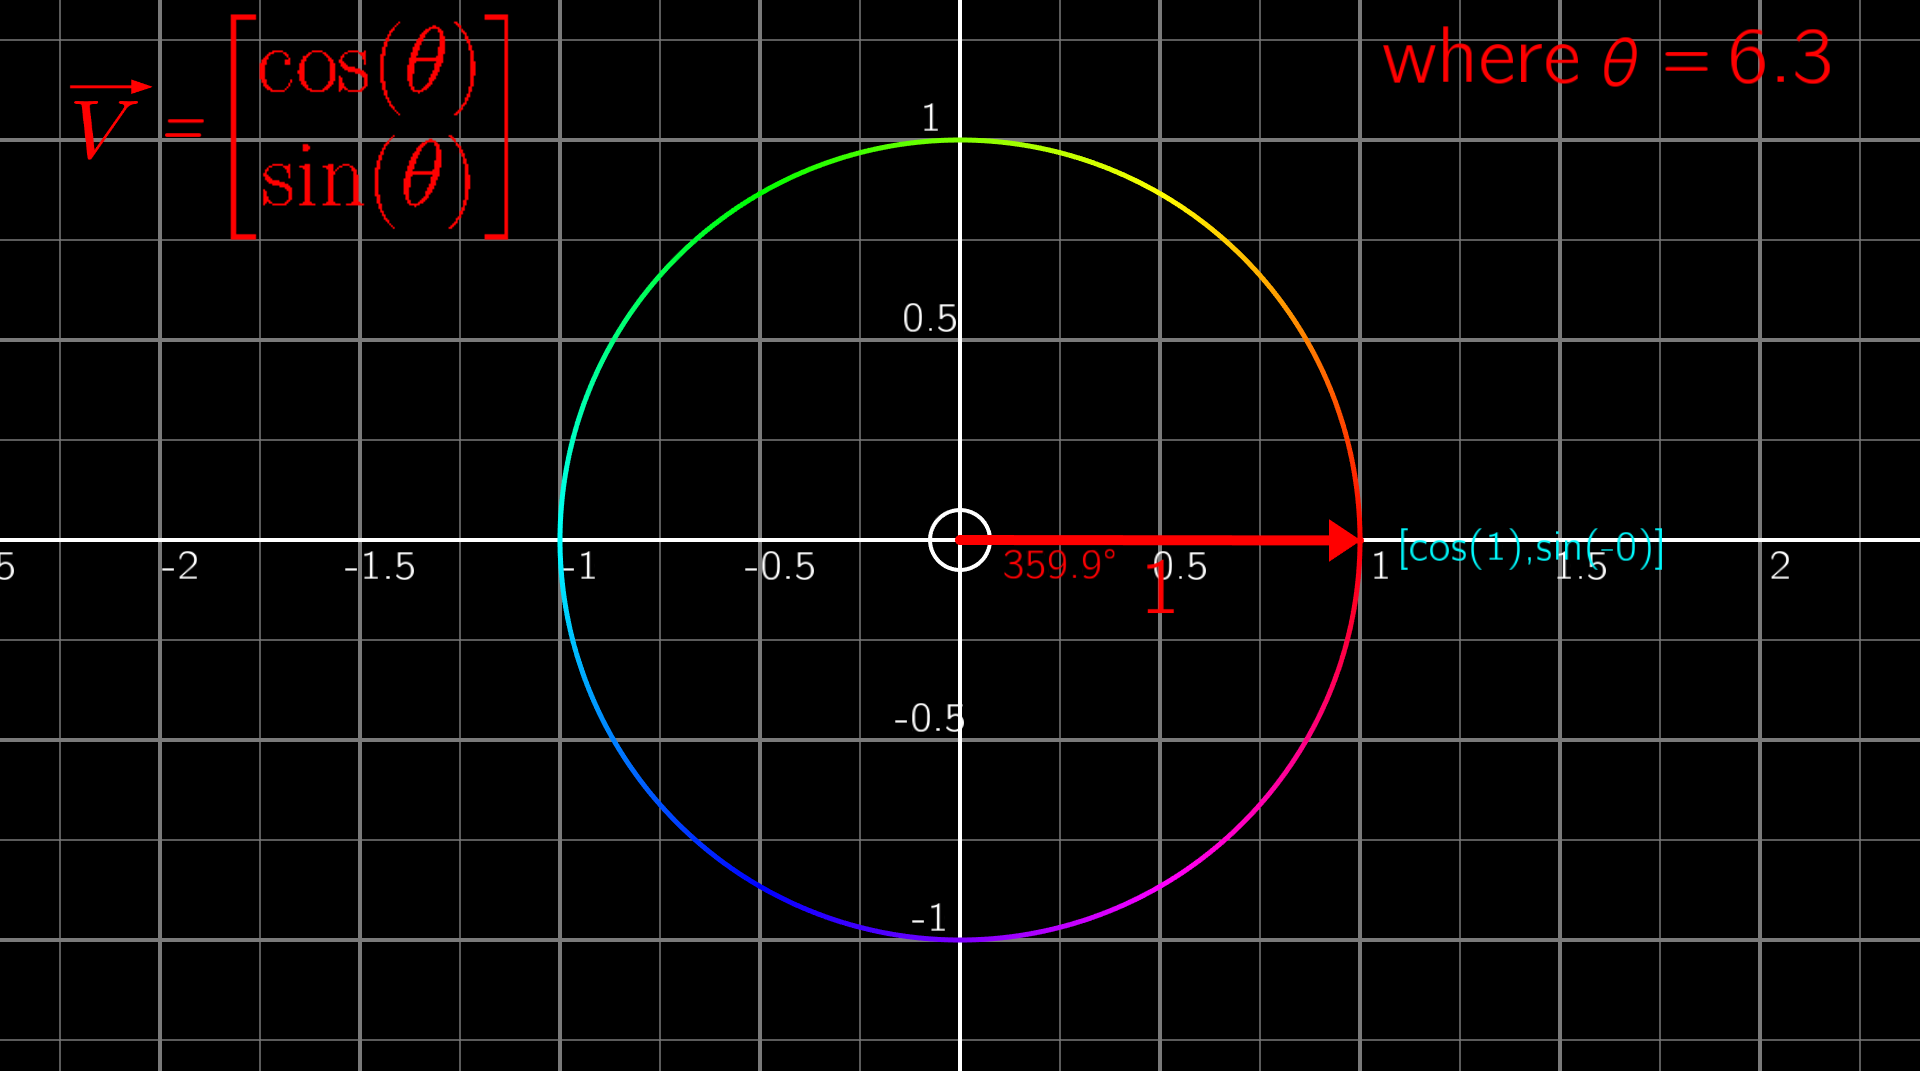 V = [cos(θ)
sin(θ)]
where θ = 6.3
1
0.5
5 -2 -1.5 -1 -0.5 0.5 1 1.5 2
[cos(1),sin(-0)]
359.9°
1
-0.5
-1